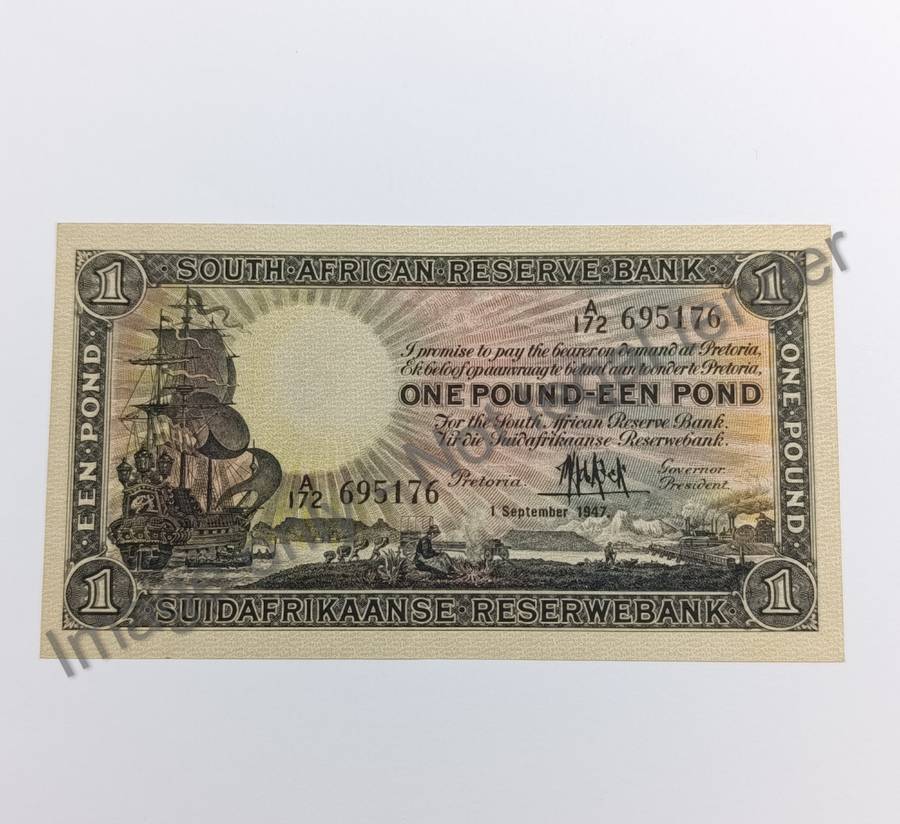 1 · SOUTH · AFRICAN · RESERVE · BANK · 1
A/172 695176
I promise to pay the bearer on demand at Pretoria,
Ek beloof op aanvraag te betaal aan toonder te Pretoria,
ONE POUND-EEN POND
For the South African Reserve Bank.
Vir die Suidafrikaanse Reserwebank.
A/172 695176
Pretoria.
Governor.
President.
1 September 1947.
· EEN · POND ·
· ONE · POUND ·
1 · SUIDAFRIKAANSE · RESERWEBANK · 1